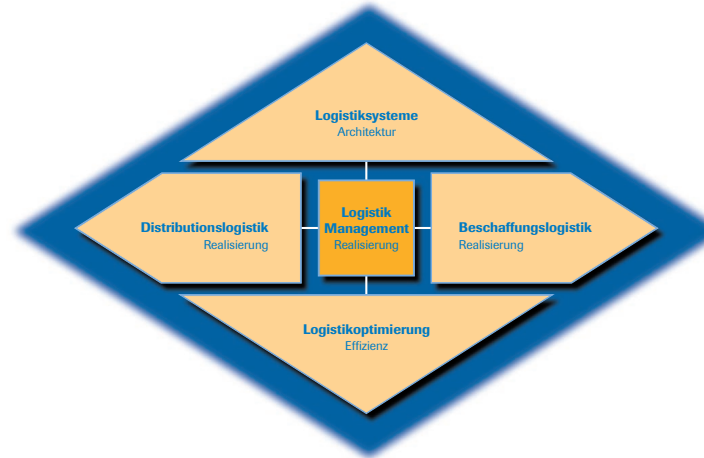 Logistiksysteme
Architektur
Distributionslogistik
Realisierung
Logistik
Management
Realisierung
Beschaffungslogistik
Realisierung
Logistikoptimierung
Effizienz